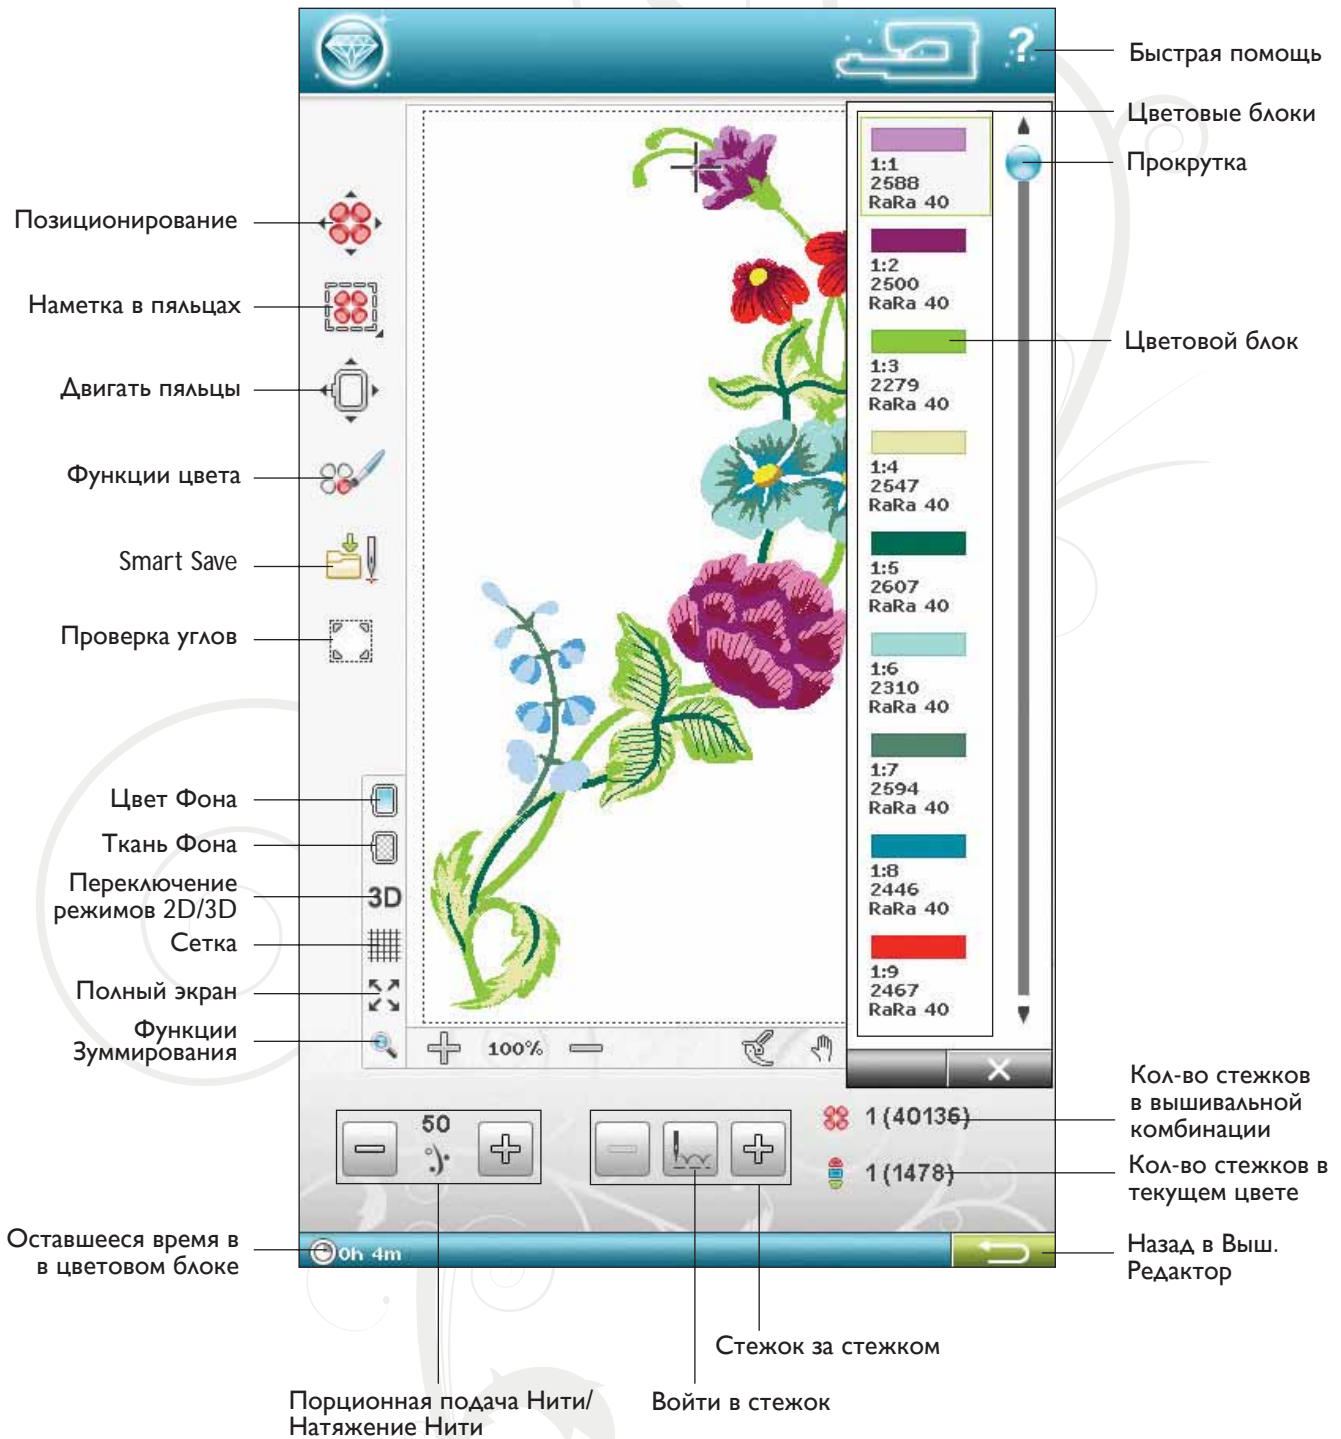 ?
Быстрая помощь
Цветовые блоки
Прокрутка
Цветовой блок
Позиционирование
Наметка в пяльцах
Двигать пяльцы
Функции цвета
Smart Save
Проверка углов
Цвет Фона
Ткань Фона
Переключение
режимов 2D/3D
Сетка
Полный экран
Функции
Зуммирования
3D
1:1
2588
RaRa 40
1:2
2500
RaRa 40
1:3
2279
RaRa 40
1:4
2547
RaRa 40
1:5
2607
RaRa 40
1:6
2310
RaRa 40
1:7
2594
RaRa 40
1:8
2446
RaRa 40
1:9
2467
RaRa 40
100%
50
1 (40136)
1 (1478)
Кол-во стежков
в вышивальной
комбинации
Кол-во стежков в
текущем цвете
Оставшееся время в
в цветовом блоке
0h 4m
Назад в Выш.
Редактор
Стежок за стежком
Войти в стежок
Порционная подача Нити/
Натяжение Нити